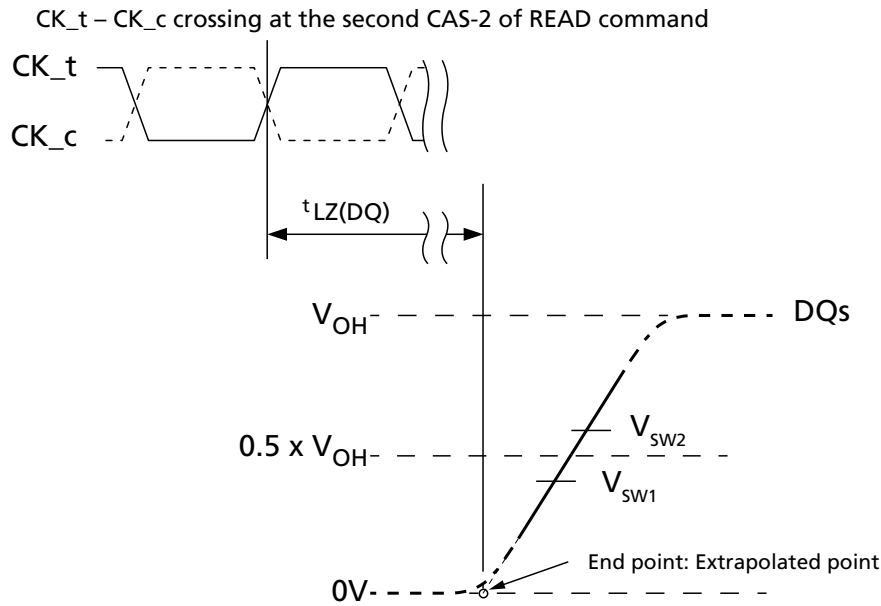 CK_t – CK_c crossing at the second CAS-2 of READ command
CK_t
CK_c
tLZ(DQ)
VOH
DQs
VSW2
0.5 x VOH
VSW1
End point: Extrapolated point
0V